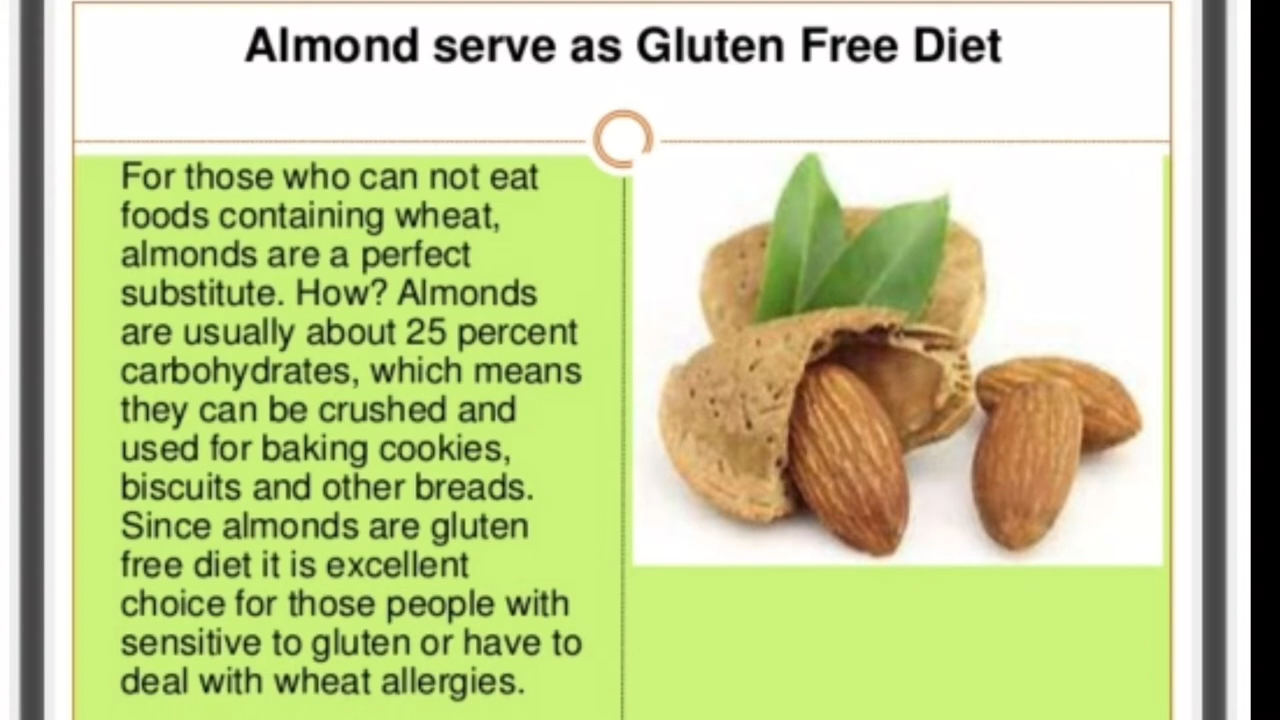 Almond serve as Gluten Free Diet
For those who can not eat
foods containing wheat,
almonds are a perfect
substitute. How? Almonds
are usually about 25 percent
carbohydrates, which means
they can be crushed and
used for baking cookies,
biscuits and other breads.
Since almonds are gluten
free diet it is excellent
choice for those people with
sensitive to gluten or have to
deal with wheat allergies.